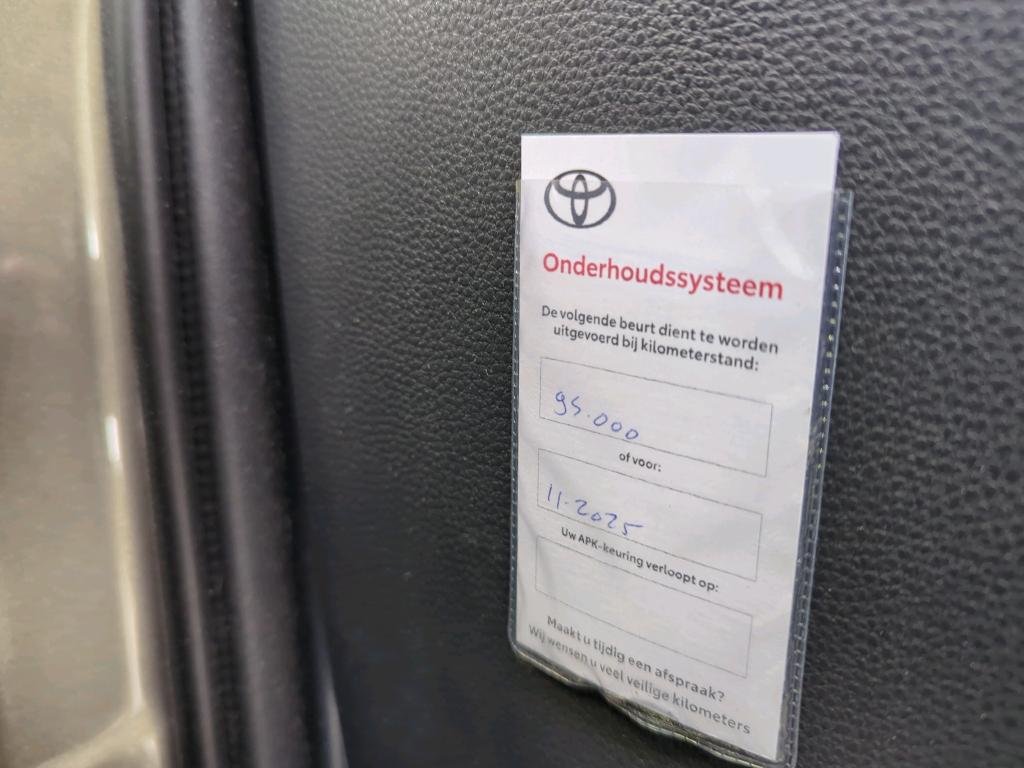 Onderhoudssysteem
De volgende beurt dient te worden
uitgevoerd bij kilometerstand:
95.000
of voor:
11-2025
Uw APK-keuring verloopt op:
Maakt u tijdig een afspraak?
Wij wensen u veel veilige kilometers